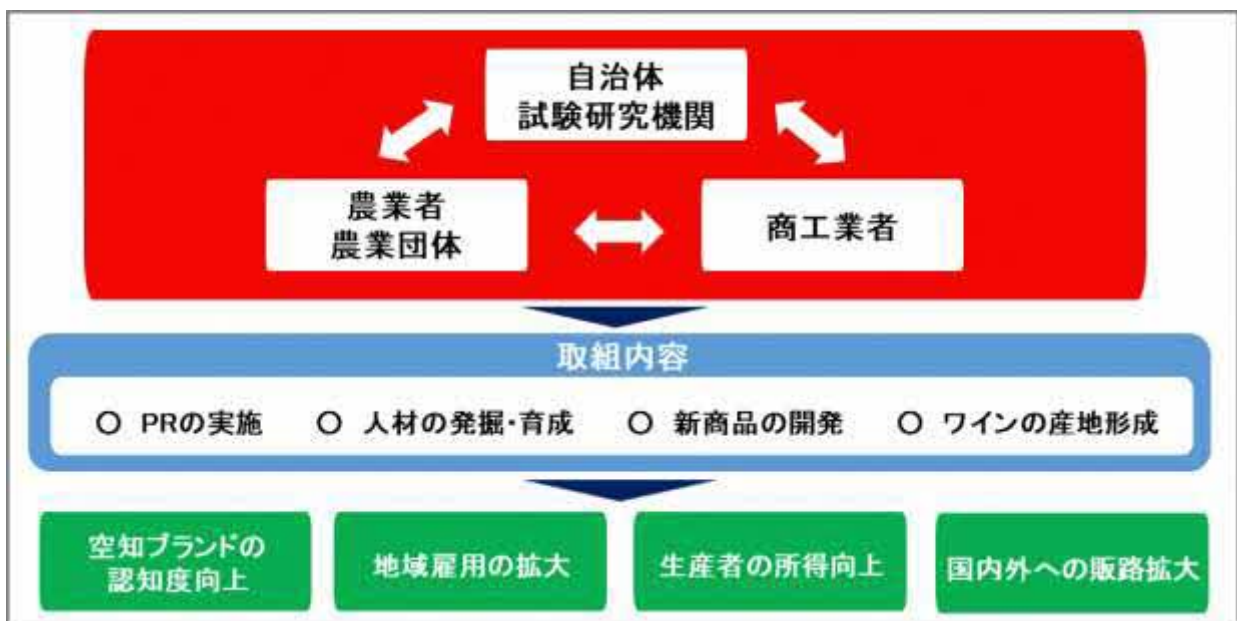 自治体
試験研究機関
農業者
農業団体
商工業者
取組内容
○ PRの実施 ○ 人材の発掘・育成 ○ 新商品の開発 ○ ワインの産地形成
空知ブランドの
認知度向上
地域雇用の拡大
生産者の所得向上
国内外への販路拡大